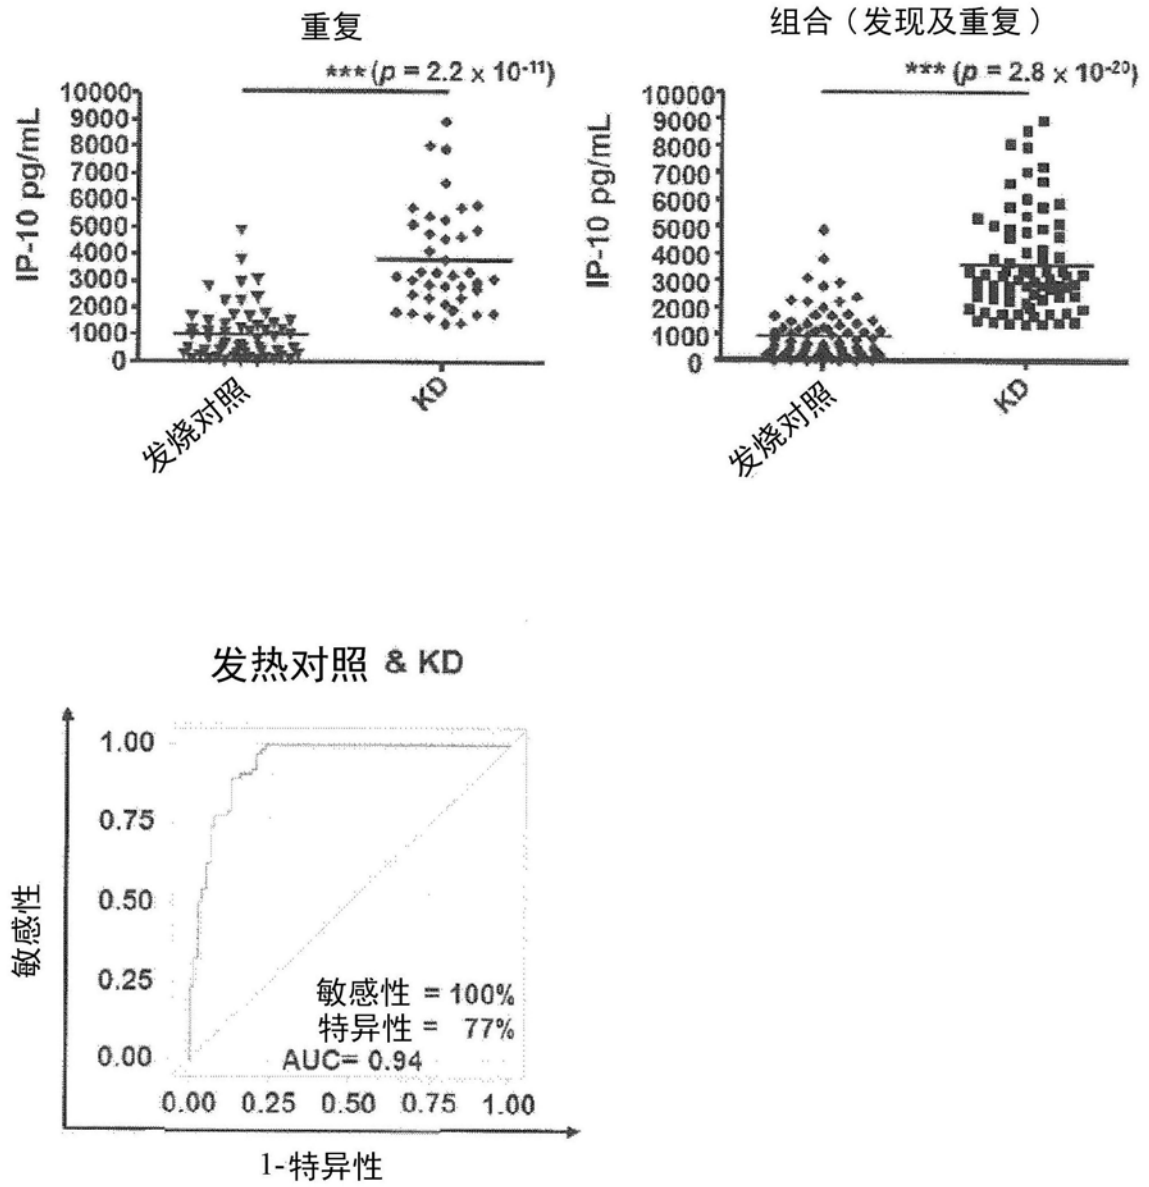 重复
*** (p = 2.2 × 10-11)
IP-10 pg/mL
10000
9000
8000
7000
6000
5000
4000
3000
2000
1000
0
发烧对照
KD
组合（发现及重复）
*** (p = 2.8 × 10-20)
IP-10 pg/mL
10000
9000
8000
7000
6000
5000
4000
3000
2000
1000
0
发烧对照
KD
发热对照 & KD
敏感性
1.00
0.75
0.50
0.25
0.00
敏感性 = 100%
特异性 = 77%
AUC= 0.94
0.00 0.25 0.50 0.75 1.00
1-特异性